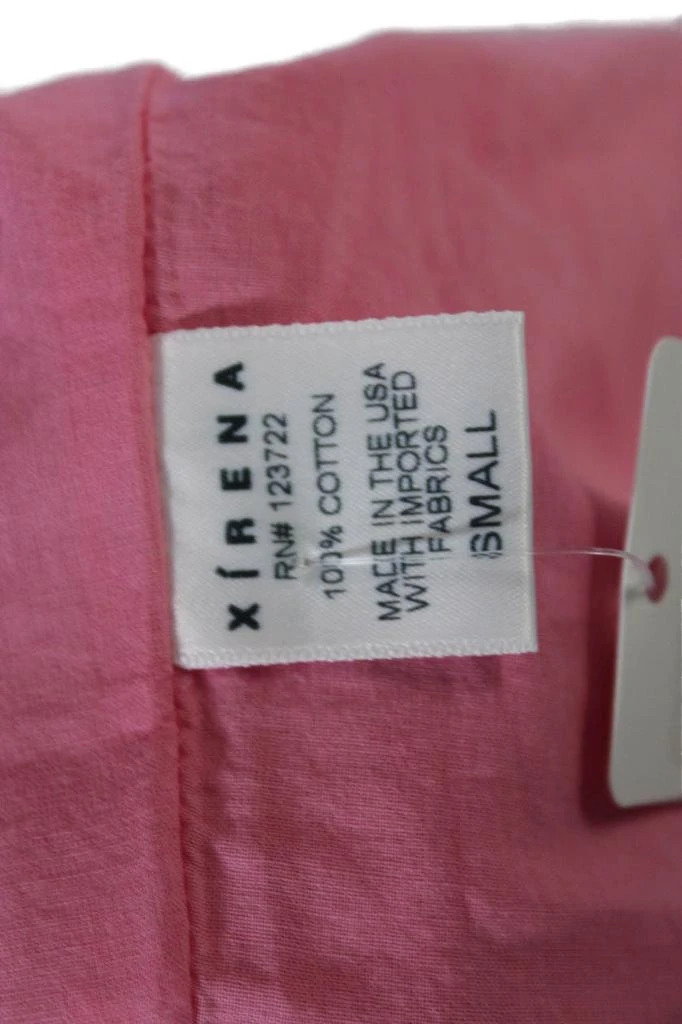 XÍRENA
RN# 123722
100% COTTON
MADE IN THE USA
WITH IMPORTED
FABRICS
SMALL